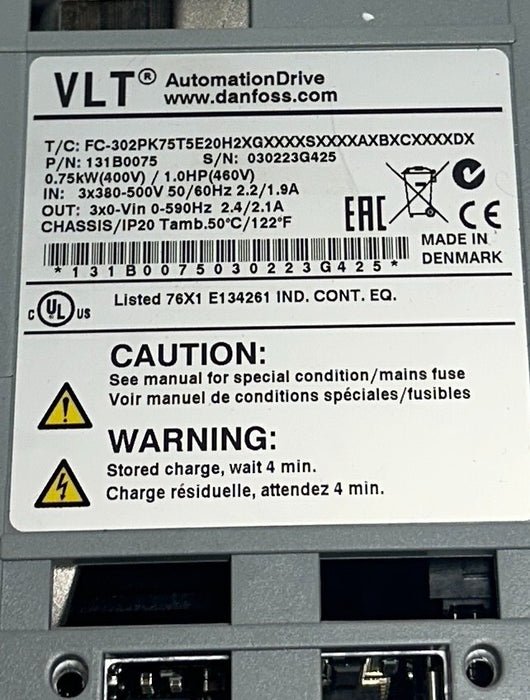 VLT® AutomationDrive
www.danfoss.com
T/C: FC-302PK75T5E20H2XGXXXXSXXXXAXBXCXXXXDX
P/N: 131B0075 S/N: 030223G425
0.75kW(400V) / 1.0HP(460V)
IN: 3x380-500V 50/60Hz 2.2/1.9A
OUT: 3x0-Vin 0-590Hz 2.4/2.1A
CHASSIS/IP20 Tamb.50°C/122°F
EAC CE
MADE IN
DENMARK
*131B0075030223G425*
c UL US Listed 76X1 E134261 IND. CONT. EQ.
CAUTION:
See manual for special condition/mains fuse
Voir manuel de conditions spéciales/fusibles
WARNING:
Stored charge, wait 4 min.
Charge résiduelle, attendez 4 min.